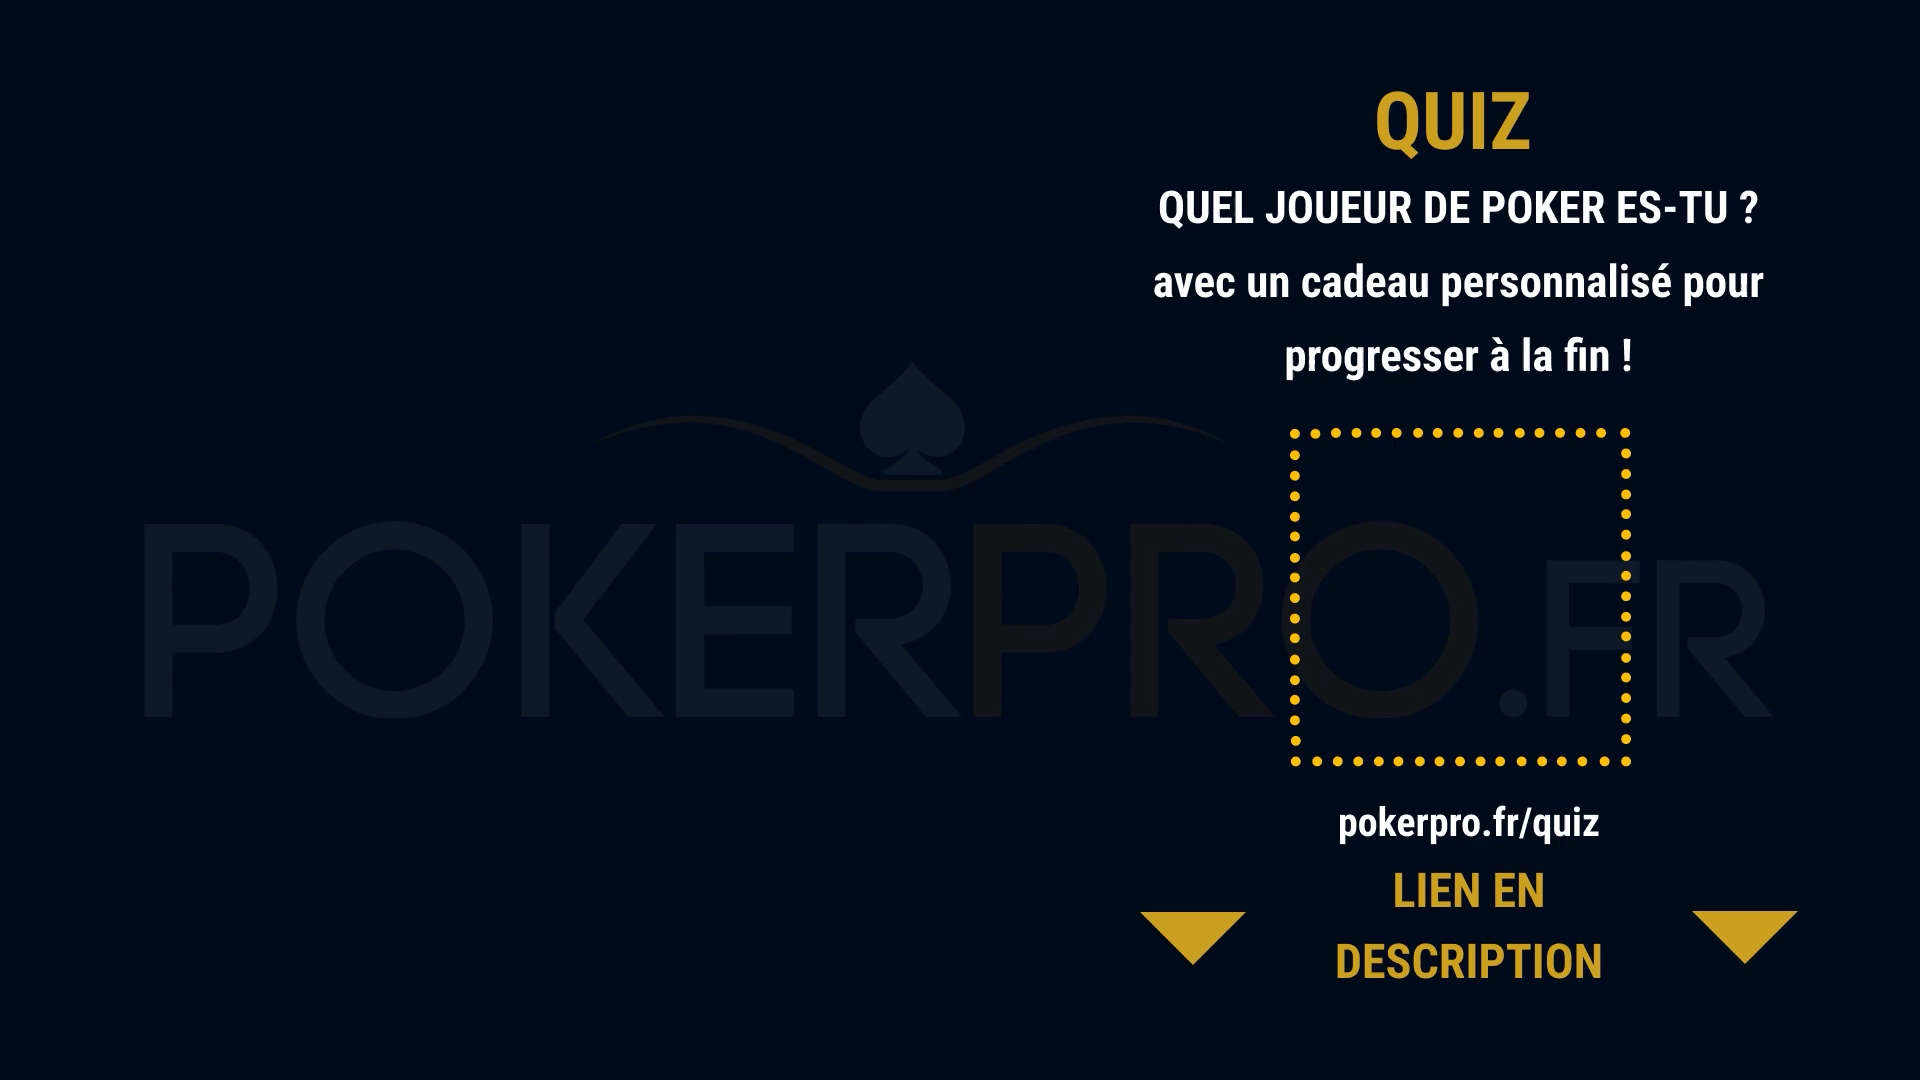 QUIZ
QUEL JOUEUR DE POKER ES-TU ?
avec un cadeau personnalisé pour
progresser à la fin !
POKERPRO.FR
pokerpro.fr/quiz
LIEN EN
DESCRIPTION